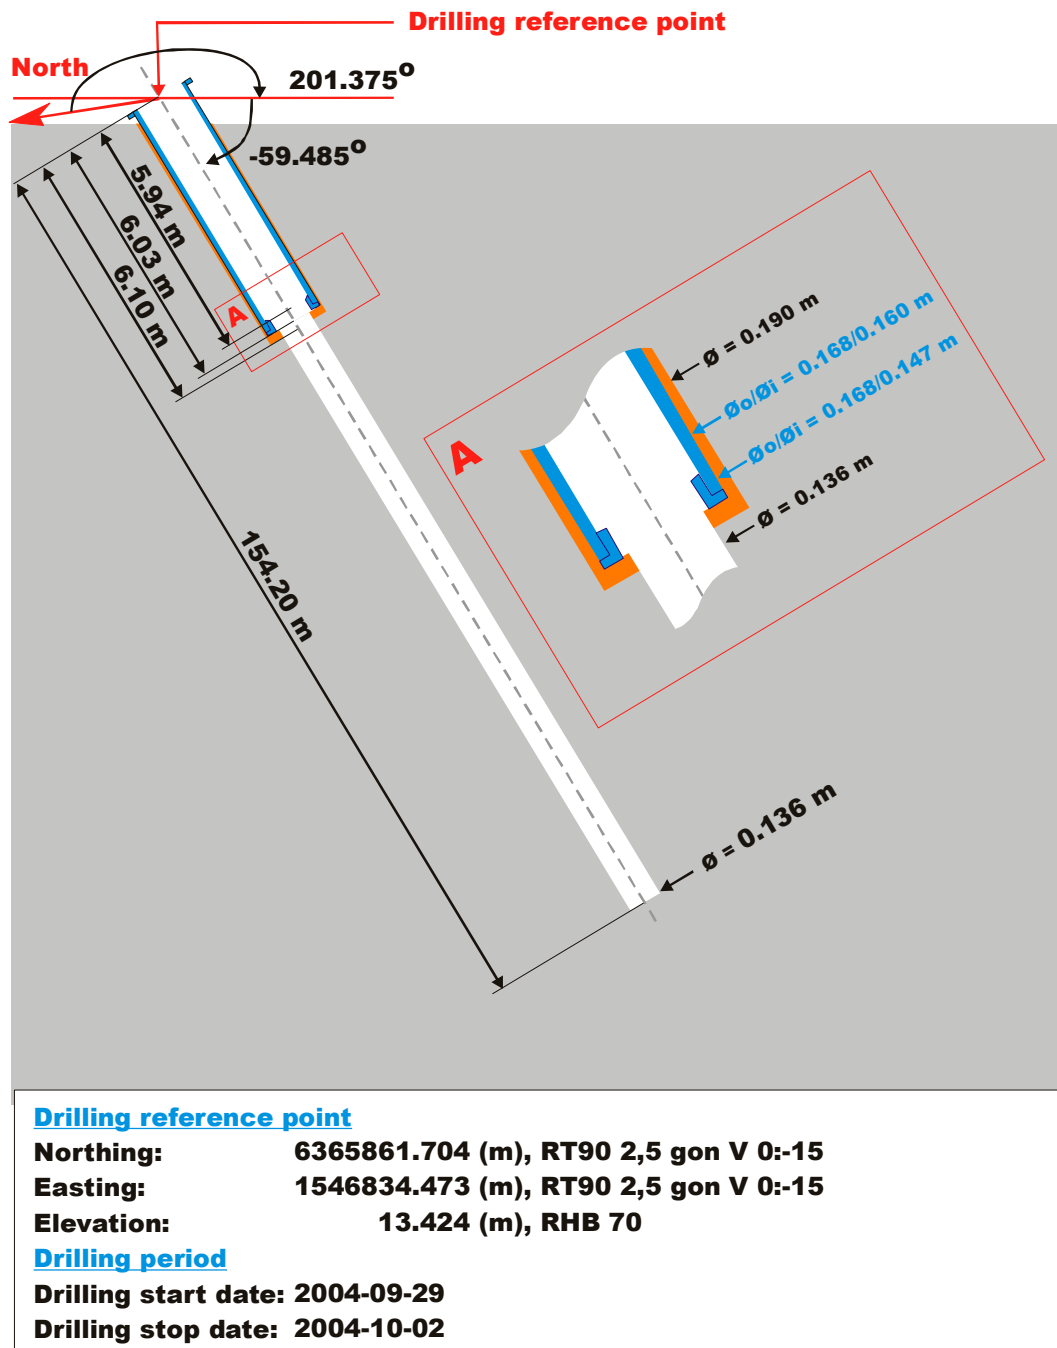 Drilling reference point
North
201.375°
-59.485°
5.94 m
6.03 m
6.10 m
A
154.20 m
A
Ø = 0.190 m
Øo/Øi = 0.168/0.160 m
Øo/Øi = 0.168/0.147 m
Ø = 0.136 m
Ø = 0.136 m
Drilling reference point
Northing: 6365861.704 (m), RT90 2,5 gon V 0:-15
Easting: 1546834.473 (m), RT90 2,5 gon V 0:-15
Elevation: 13.424 (m), RHB 70
Drilling period
Drilling start date: 2004-09-29
Drilling stop date: 2004-10-02